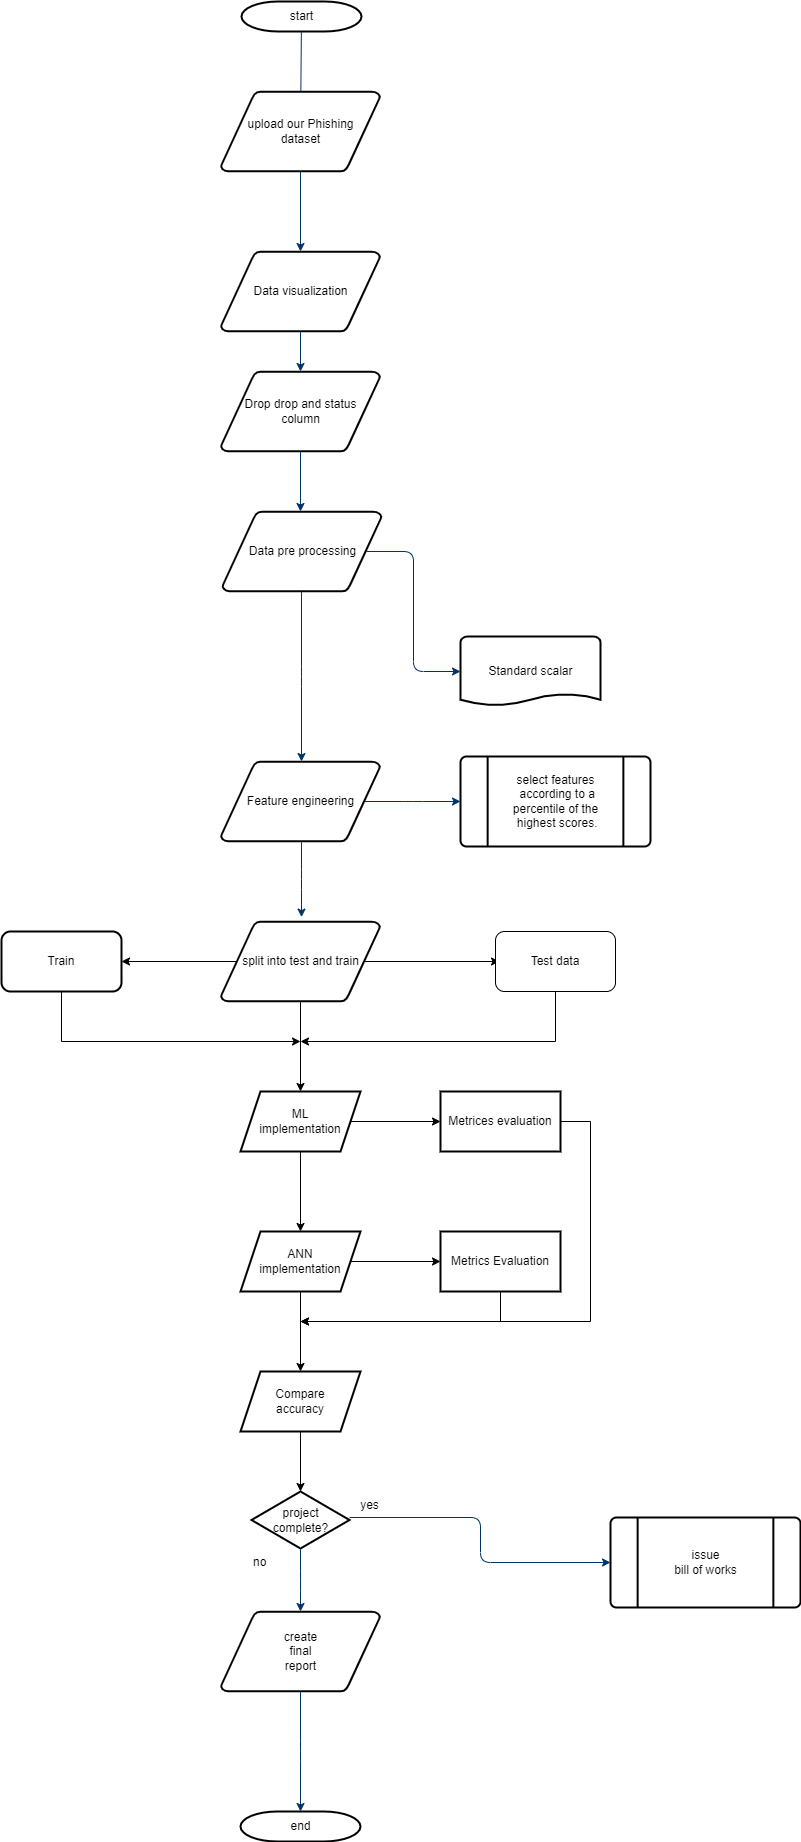 start
upload our Phishing
dataset
Data visualization
Drop drop and status
column
Data pre processing
Standard scalar
Feature engineering
select features
according to a
percentile of the
highest scores.
Train
split into test and train
Test data
ML
implementation
Metrices evaluation
ANN
implementation
Metrics Evaluation
Compare
accuracy
project
complete?
yes
no
issue
bill of works
create
final
report
end